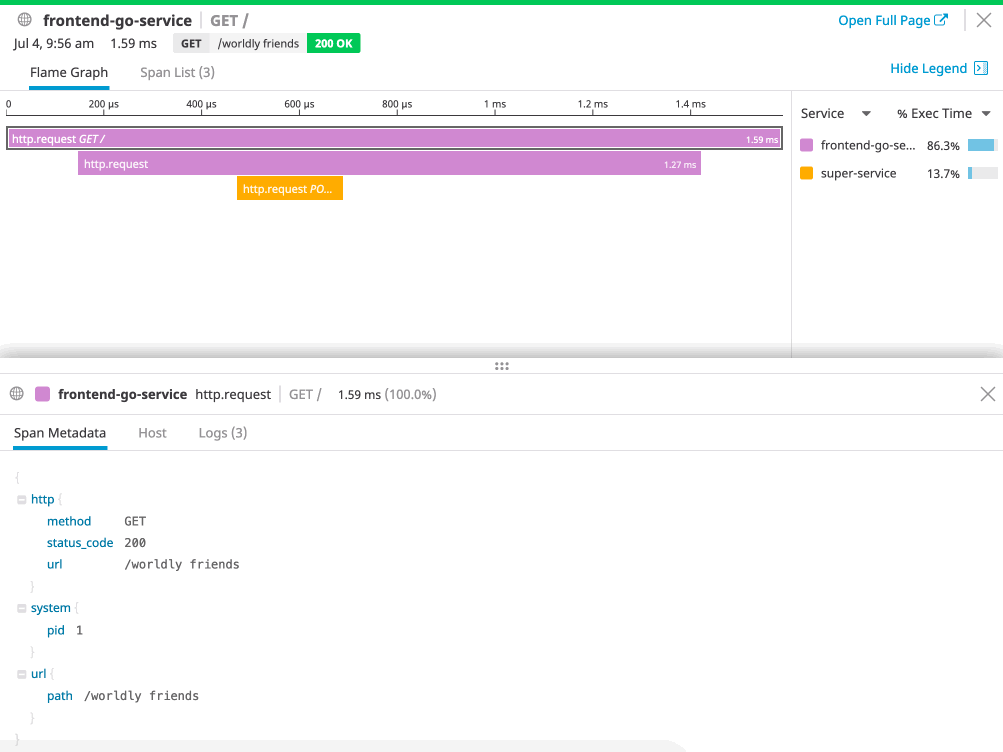 frontend-go-service GET / Open Full Page
Jul 4, 9:56 am 1.59 ms GET /worldly friends 200 OK
Flame Graph Span List (3) Hide Legend
0 200 µs 400 µs 600 µs 800 µs 1 ms 1.2 ms 1.4 ms
Service % Exec Time
http.request GET / 1.59 ms
frontend-go-se... 86.3%
http.request 1.27 ms
super-service 13.7%
http.request PO...
frontend-go-service http.request GET / 1.59 ms (100.0%)
Span Metadata Host Logs (3)
{
http {
method GET
status_code 200
url /worldly friends
}
system {
pid 1
}
url {
path /worldly friends
}
}